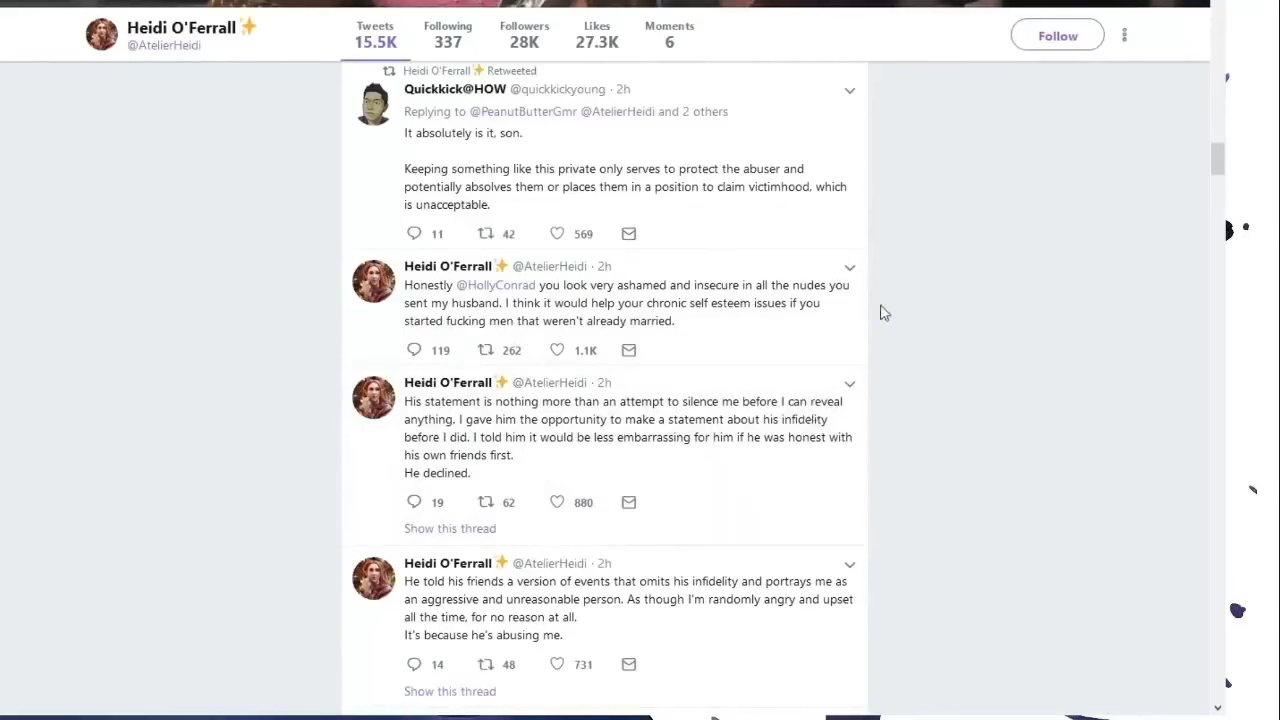 Heidi O'Ferrall✨
@AtelierHeidi
Tweets Following Followers Likes Moments
15.5K 337 28K 27.3K 6
Follow
Heidi O'Ferrall✨ Retweeted
Quickkick@HOW @quickkickyoung · 2h
Replying to @PeanutButterGmr @AtelierHeidi and 2 others
It absolutely is it, son.
Keeping something like this private only serves to protect the abuser and
potentially absolves them or places them in a position to claim victimhood, which
is unacceptable.
11 42 569
Heidi O'Ferrall✨ @AtelierHeidi · 2h
Honestly @HollyConrad you look very ashamed and insecure in all the nudes you
sent my husband. I think it would help your chronic self esteem issues if you
started fucking men that weren't already married.
119 262 1.1K
Heidi O'Ferrall✨ @AtelierHeidi · 2h
His statement is nothing more than an attempt to silence me before I can reveal
anything. I gave him the opportunity to make a statement about his infidelity
before I did. I told him it would be less embarrassing for him if he was honest with
his own friends first.
He declined.
19 62 880
Show this thread
Heidi O'Ferrall✨ @AtelierHeidi · 2h
He told his friends a version of events that omits his infidelity and portrays me as
an aggressive and unreasonable person. As though I'm randomly angry and upset
all the time, for no reason at all.
It's because he's abusing me.
14 48 731
Show this thread